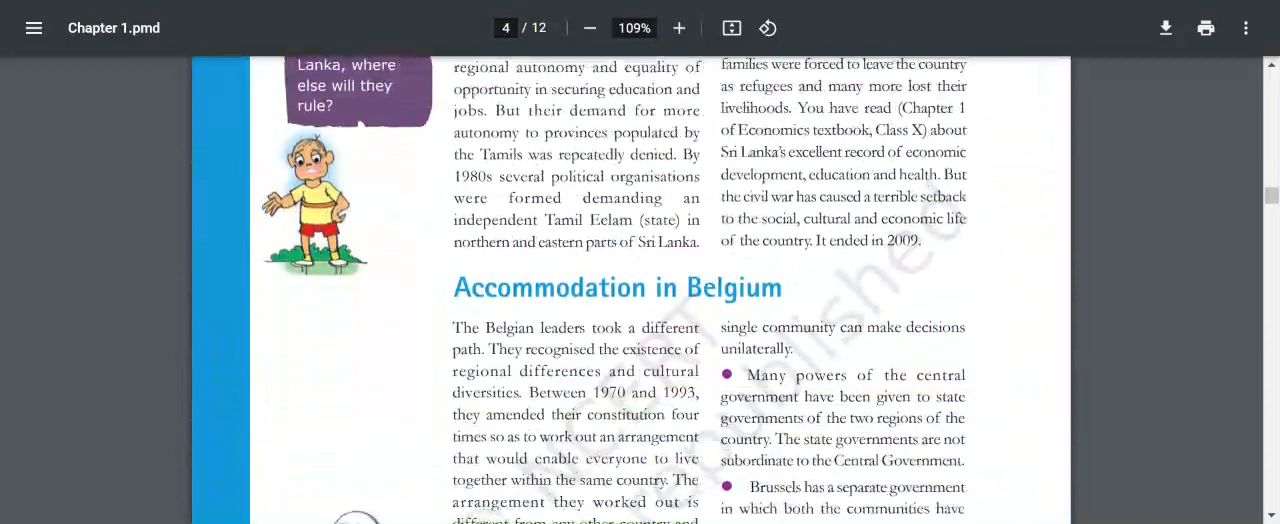 Chapter 1.pmd
4 / 12
109%
Lanka, where
else will they
rule?
regional autonomy and equality of
opportunity in securing education and
jobs. But their demand for more
autonomy to provinces populated by
the Tamils was repeatedly denied. By
1980s several political organisations
were formed demanding an
independent Tamil Eelam (state) in
northern and eastern parts of Sri Lanka.
families were forced to leave the country
as refugees and many more lost their
livelihoods. You have read (Chapter 1
of Economics textbook, Class X) about
Sri Lanka's excellent record of economic
development, education and health. But
the civil war has caused a terrible setback
to the social, cultural and economic life
of the country. It ended in 2009.
Accommodation in Belgium
The Belgian leaders took a different
path. They recognised the existence of
regional differences and cultural
diversities. Between 1970 and 1993,
they amended their constitution four
times so as to work out an arrangement
that would enable everyone to live
together within the same country. The
arrangement they worked out is
different from any other country and
single community can make decisions
unilaterally.
● Many powers of the central
government have been given to state
governments of the two regions of the
country. The state governments are not
subordinate to the Central Government.
● Brussels has a separate government
in which both the communities have
NCERT
republished